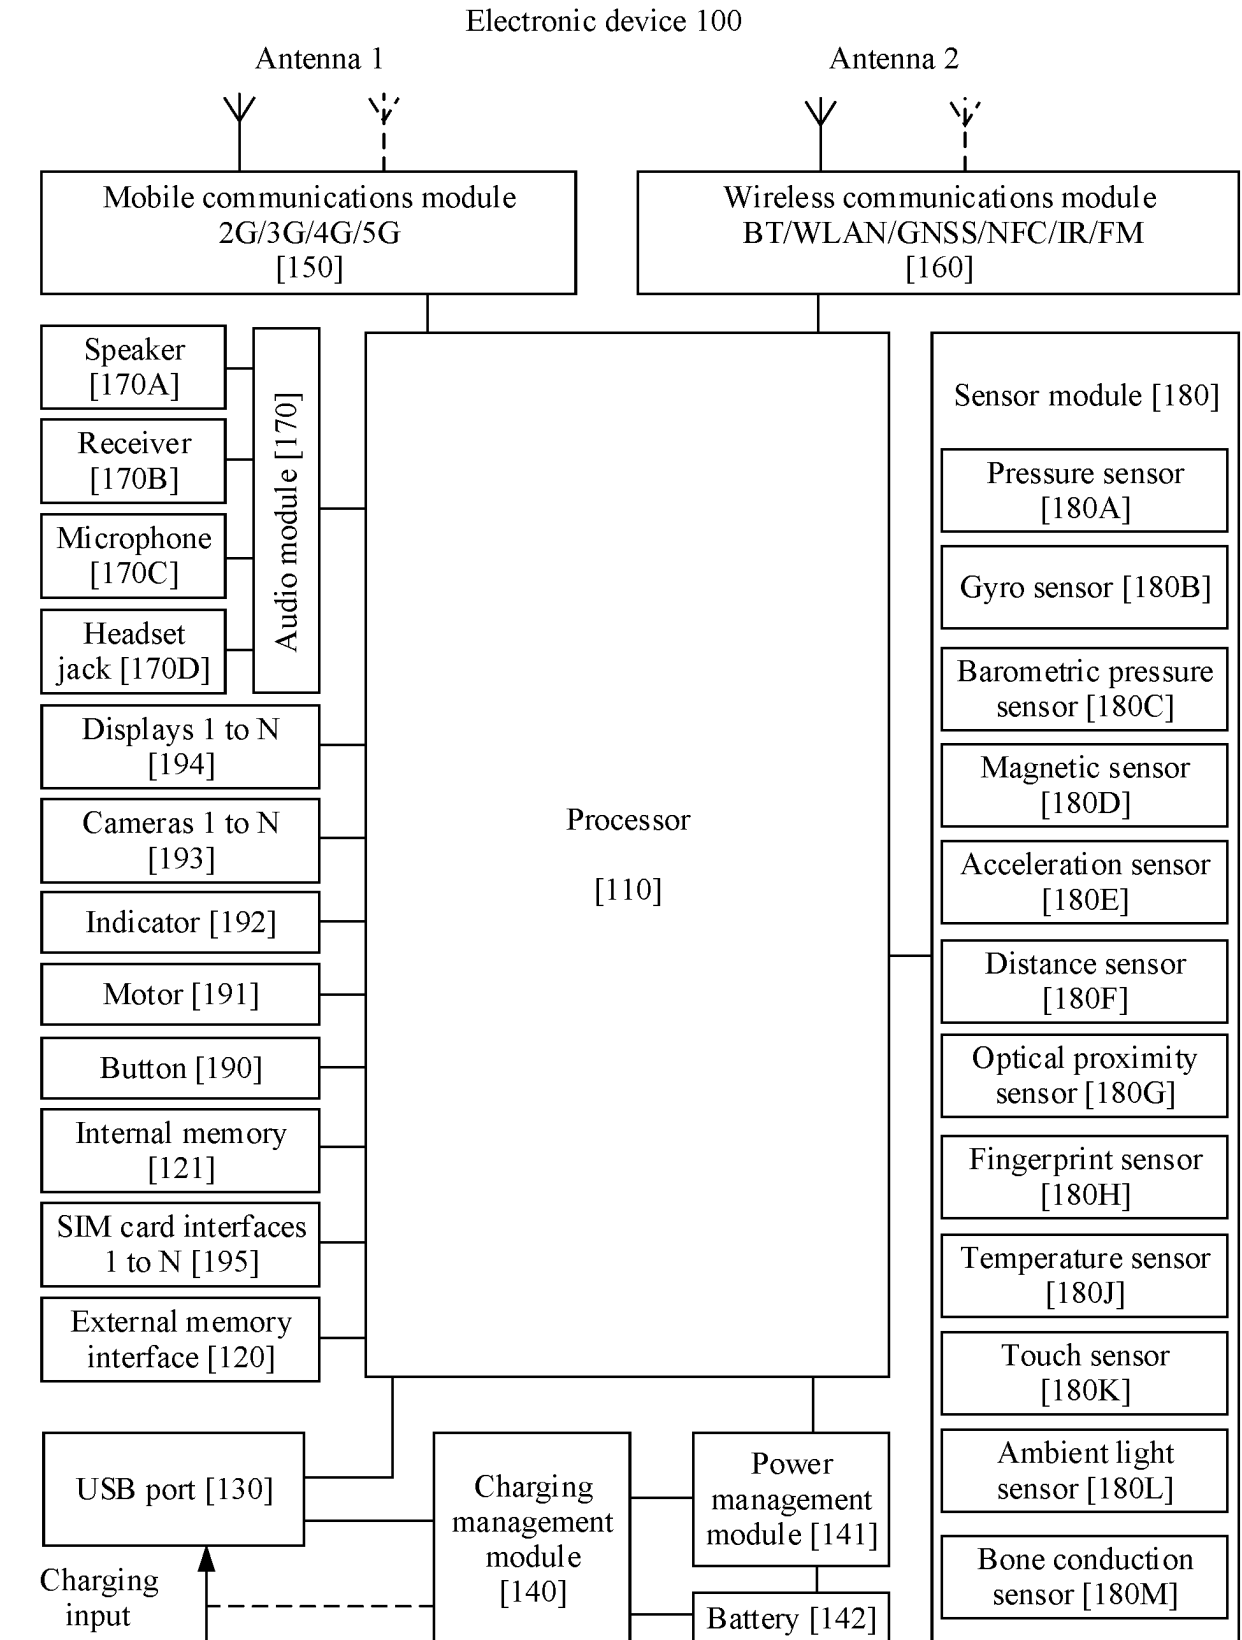 Electronic device 100
Antenna 1
Antenna 2
Mobile communications module
2G/3G/4G/5G
[150]
Wireless communications module
BT/WLAN/GNSS/NFC/IR/FM
[160]
Speaker
[170A]
Receiver
[170B]
Microphone
[170C]
Headset
jack [170D]
Audio module [170]
Displays 1 to N
[194]
Cameras 1 to N
[193]
Indicator [192]
Motor [191]
Button [190]
Internal memory
[121]
SIM card interfaces
1 to N [195]
External memory
interface [120]
Processor
[110]
Sensor module [180]
Pressure sensor
[180A]
Gyro sensor [180B]
Barometric pressure
sensor [180C]
Magnetic sensor
[180D]
Acceleration sensor
[180E]
Distance sensor
[180F]
Optical proximity
sensor [180G]
Fingerprint sensor
[180H]
Temperature sensor
[180J]
Touch sensor
[180K]
Ambient light
sensor [180L]
Bone conduction
sensor [180M]
USB port [130]
Charging
input
Charging
management
module
[140]
Power
management
module [141]
Battery [142]